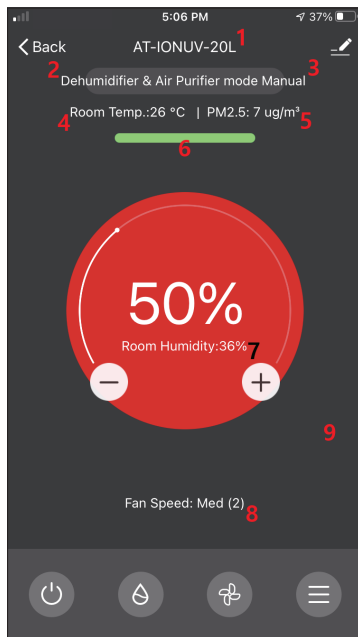 5:06 PM 37%
Back AT-IONUV-20L 1
2 Dehumidifier & Air Purifier mode Manual 3
4 Room Temp.:26 °C | PM2.5: 7 ug/m³ 5
6
50%
Room Humidity:36% 7
− +
9
Fan Speed: Med (2) 8